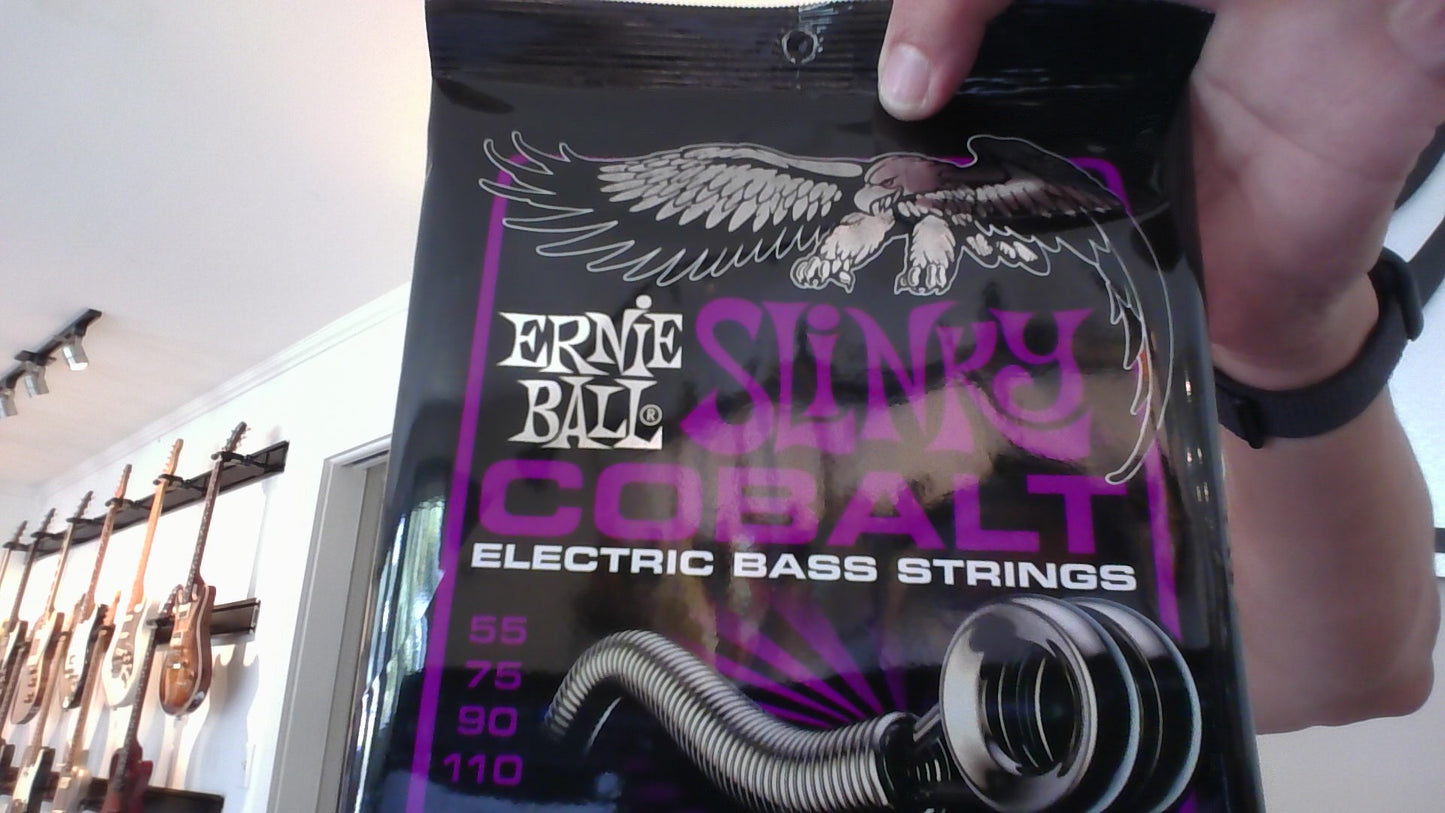 ERNiE
BALL®
SLiNKY
COBALT
ELECTRIC BASS STRINGS
55
75
90
110